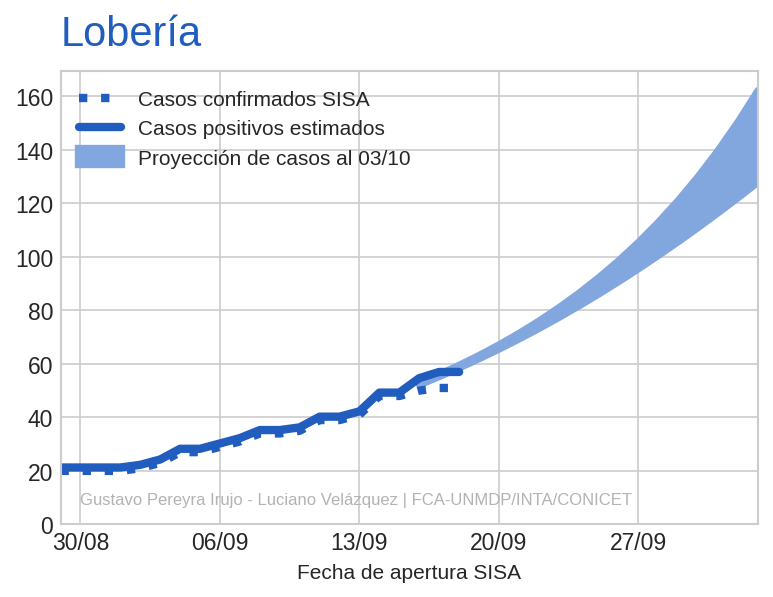 Lobería
160
140
120
100
80
60
40
20
0
Casos confirmados SISA
Casos positivos estimados
Proyección de casos al 03/10
Gustavo Pereyra Irujo - Luciano Velázquez | FCA-UNMDP/INTA/CONICET
30/08 06/09 13/09 20/09 27/09
Fecha de apertura SISA